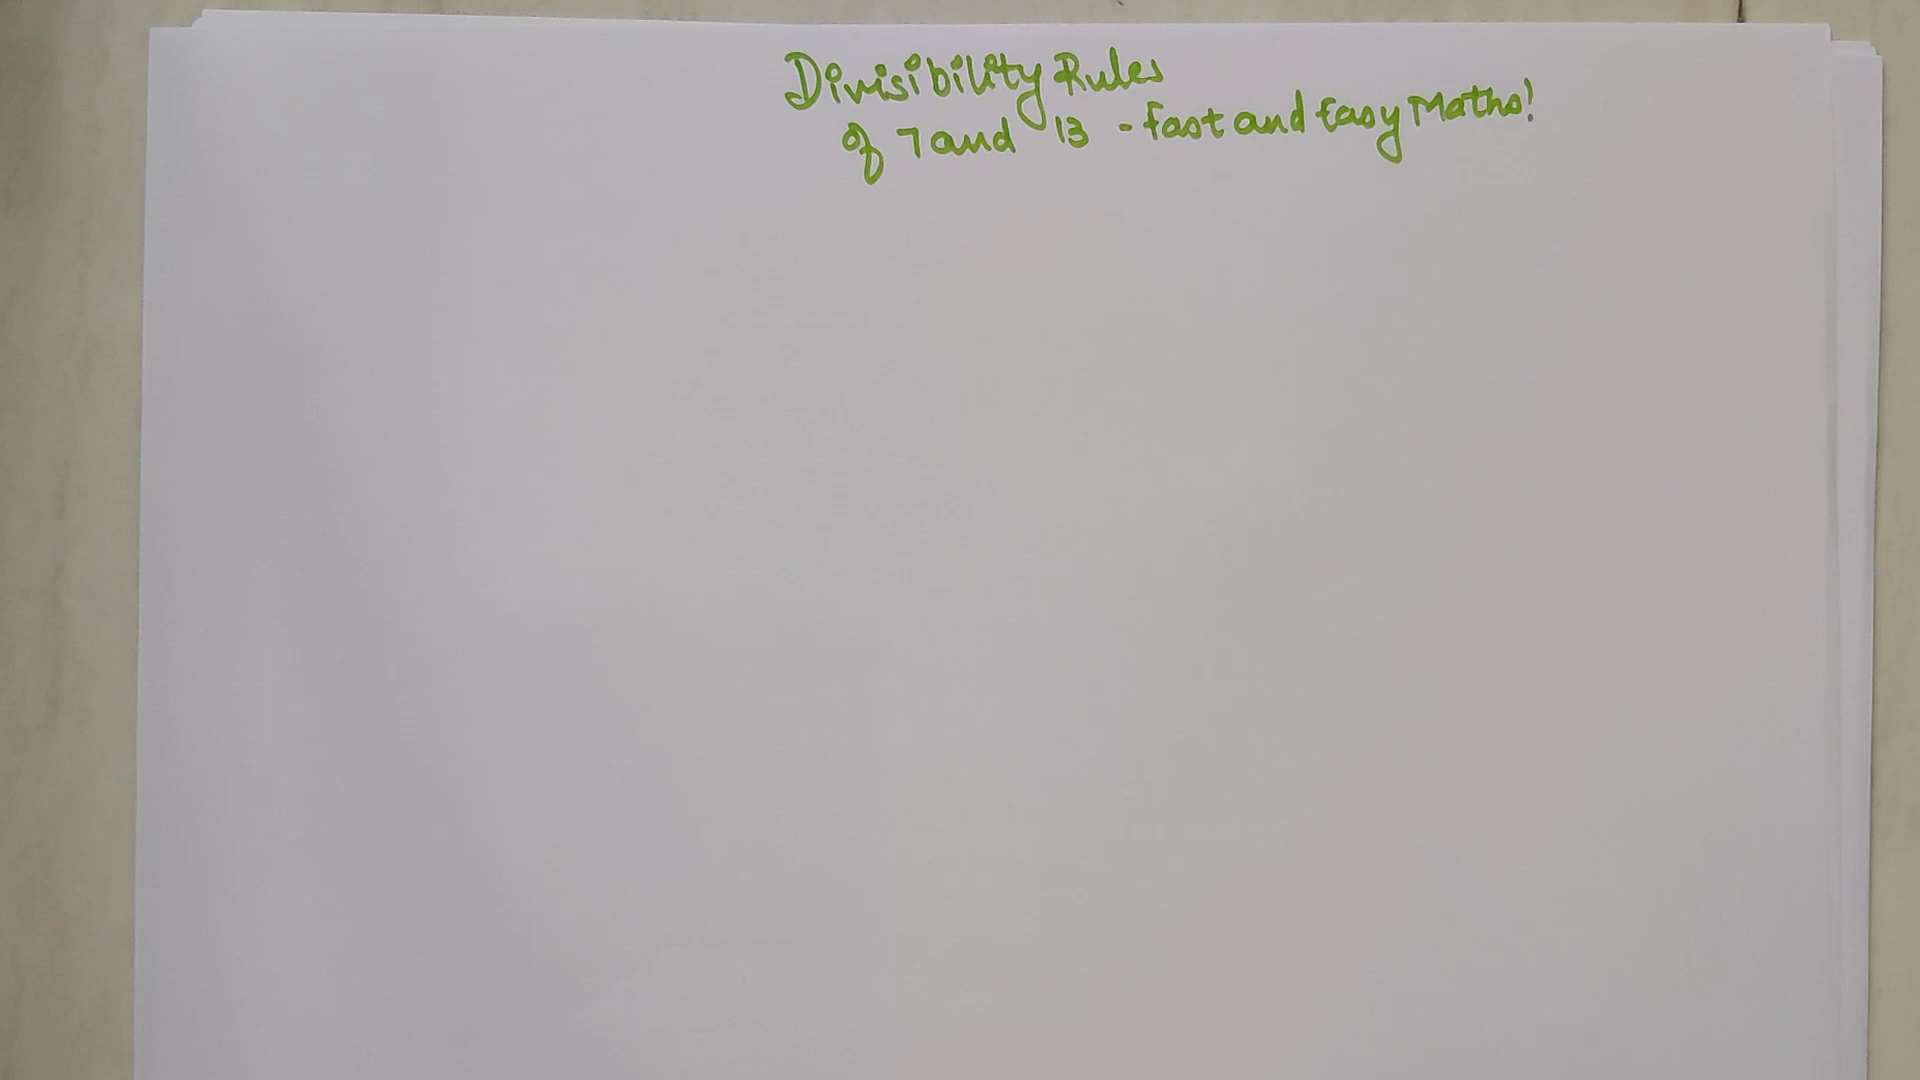 Divisibility Rules
of 7 and 13 - Fast and Easy Maths!